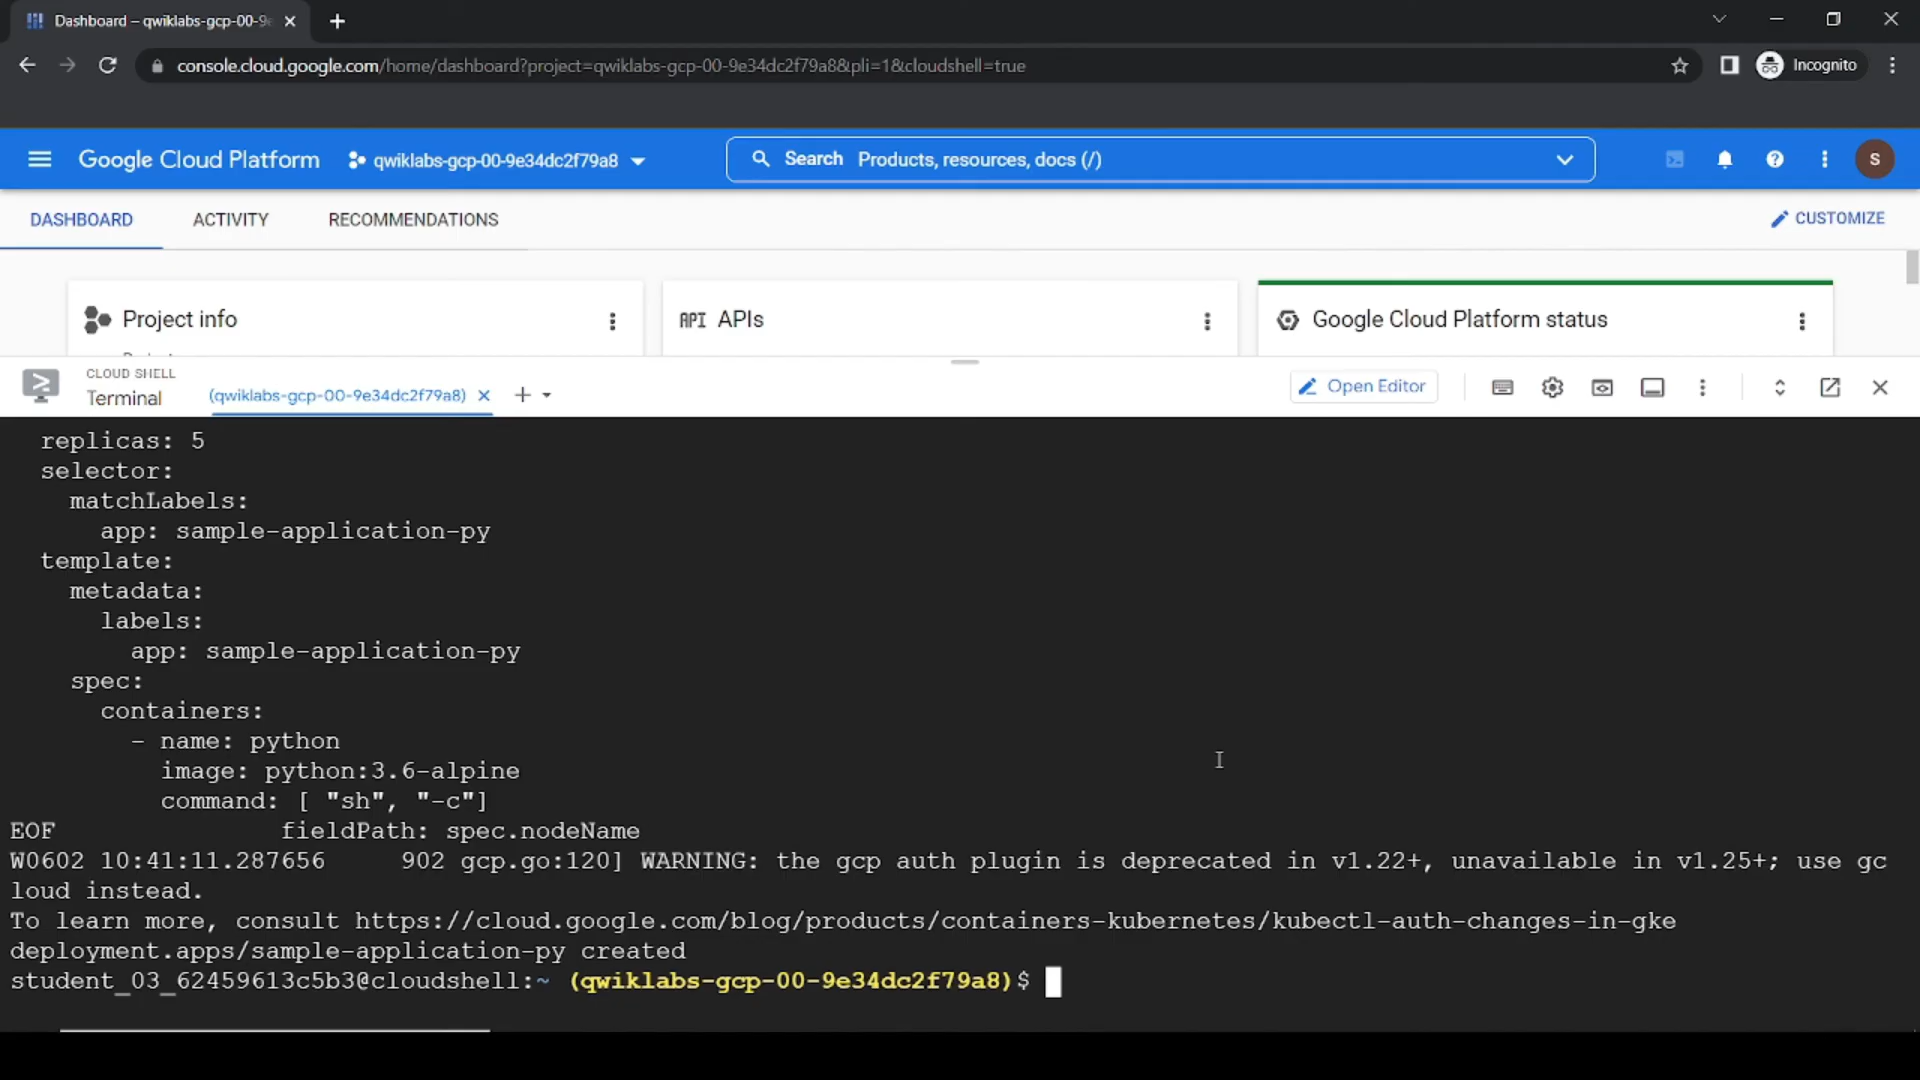 Dashboard – qwiklabs-gcp-00-9e
console.cloud.google.com/home/dashboard?project=qwiklabs-gcp-00-9e34dc2f79a8&pli=1&cloudshell=true
Incognito
Google Cloud Platform
qwiklabs-gcp-00-9e34dc2f79a8
Search Products, resources, docs (/)
S
DASHBOARD
ACTIVITY
RECOMMENDATIONS
CUSTOMIZE
Project info
API APIs
Google Cloud Platform status
CLOUD SHELL
Terminal
(qwiklabs-gcp-00-9e34dc2f79a8)
Open Editor
replicas: 5
selector:
matchLabels:
app: sample-application-py
template:
metadata:
labels:
app: sample-application-py
spec:
containers:
- name: python
image: python:3.6-alpine
command: [ "sh", "-c"]
EOF fieldPath: spec.nodeName
W0602 10:41:11.287656 902 gcp.go:120] WARNING: the gcp auth plugin is deprecated in v1.22+, unavailable in v1.25+; use gc
loud instead.
To learn more, consult https://cloud.google.com/blog/products/containers-kubernetes/kubectl-auth-changes-in-gke
deployment.apps/sample-application-py created
student_03_62459613c5b3@cloudshell:~ (qwiklabs-gcp-00-9e34dc2f79a8)$